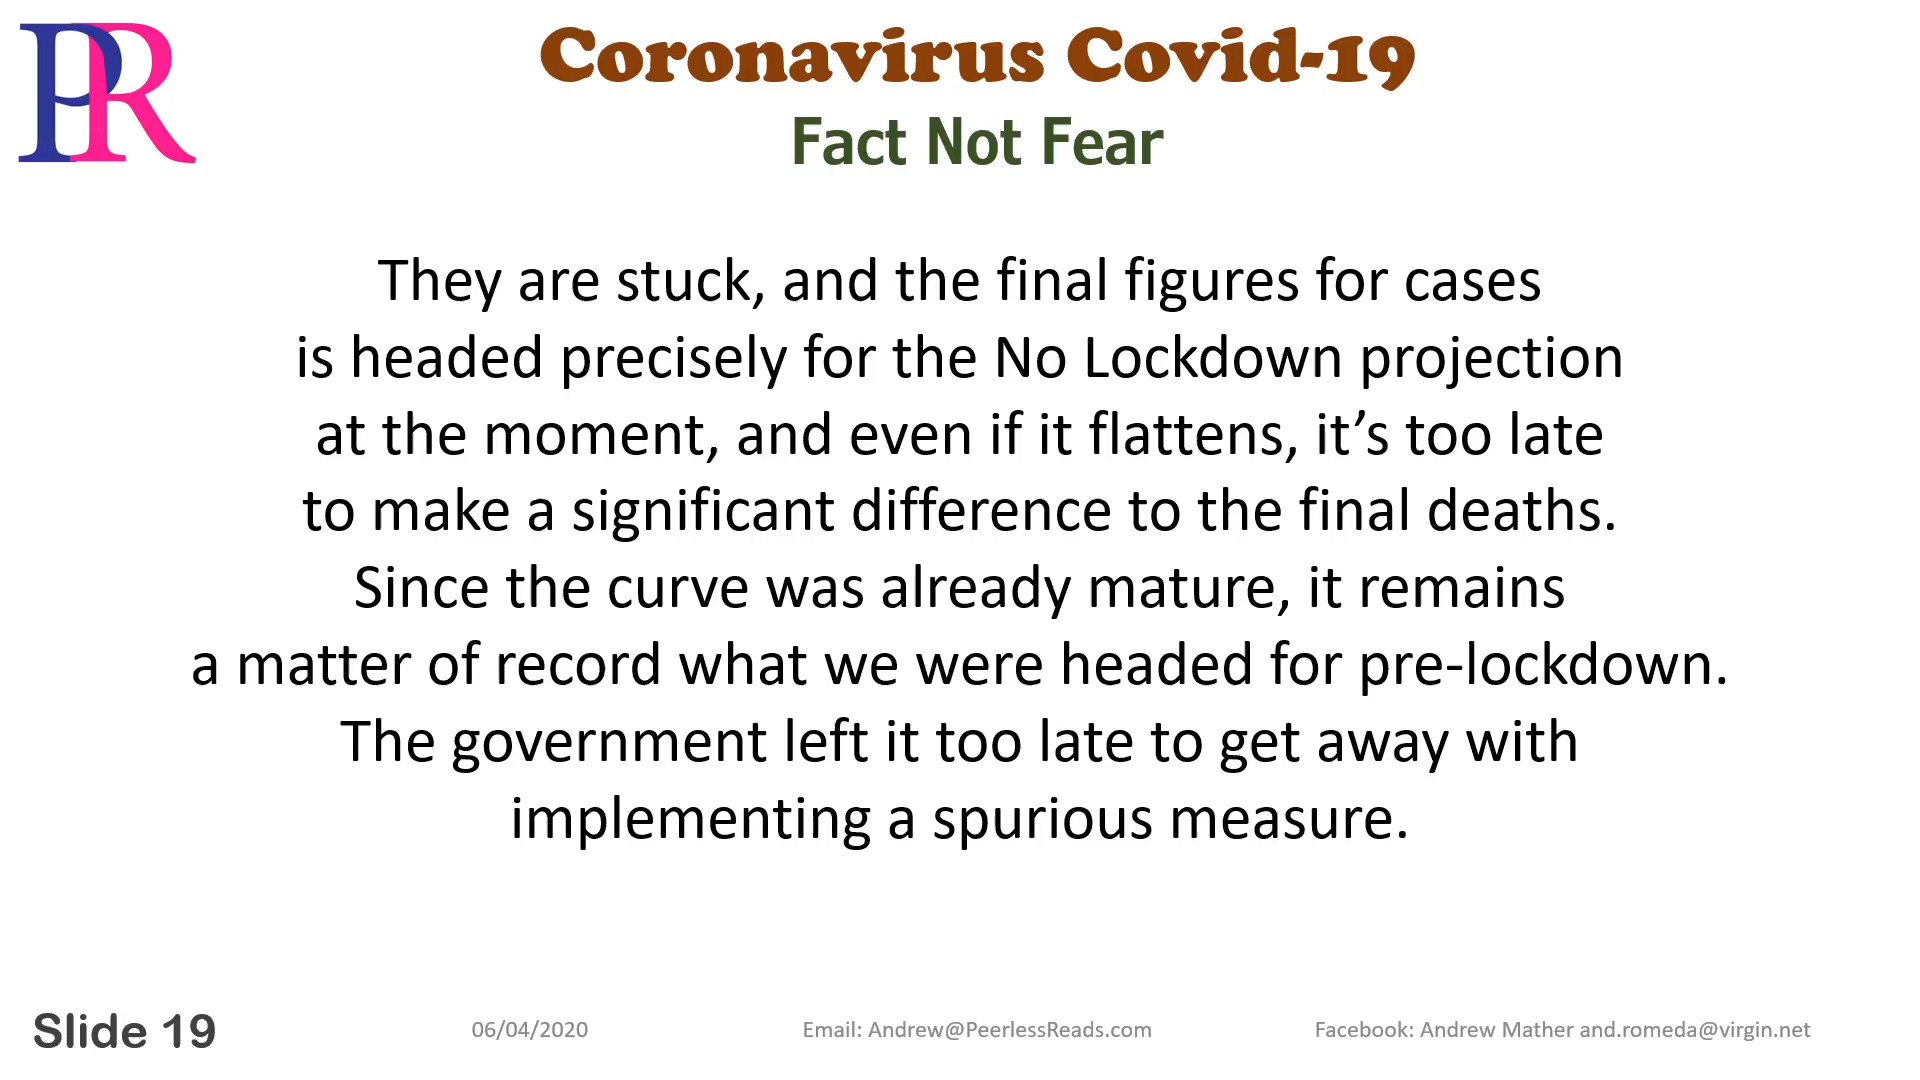 PR
Coronavirus Covid-19
Fact Not Fear
They are stuck, and the final figures for cases
is headed precisely for the No Lockdown projection
at the moment, and even if it flattens, it’s too late
to make a significant difference to the final deaths.
Since the curve was already mature, it remains
a matter of record what we were headed for pre-lockdown.
The government left it too late to get away with
implementing a spurious measure.
Slide 19
06/04/2020
Email: Andrew@PeerlessReads.com
Facebook: Andrew Mather and.romeda@virgin.net